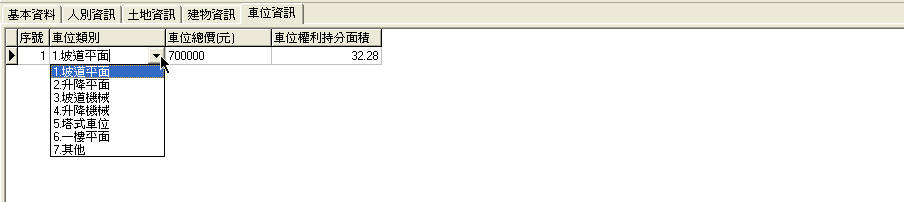 基本資料 人別資訊 土地資訊 建物資訊 車位資訊
序號 車位類別 車位總價(元) 車位權利持分面積
1 1.坡道平面 700000 32.28
1.坡道平面
2.升降平面
3.坡道機械
4.升降機械
5.塔式車位
6.一樓平面
7.其他